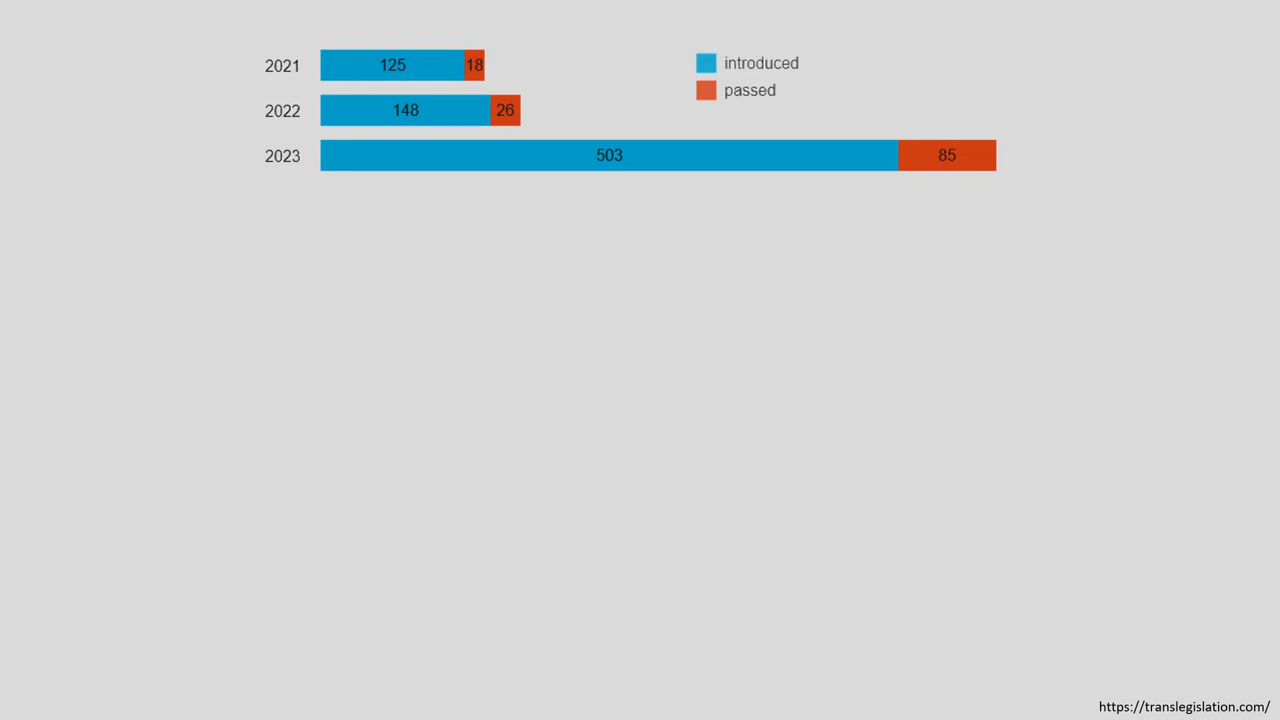 2021 125 18
introduced
passed
2022 148 26
2023 503 85
https://translegislation.com/